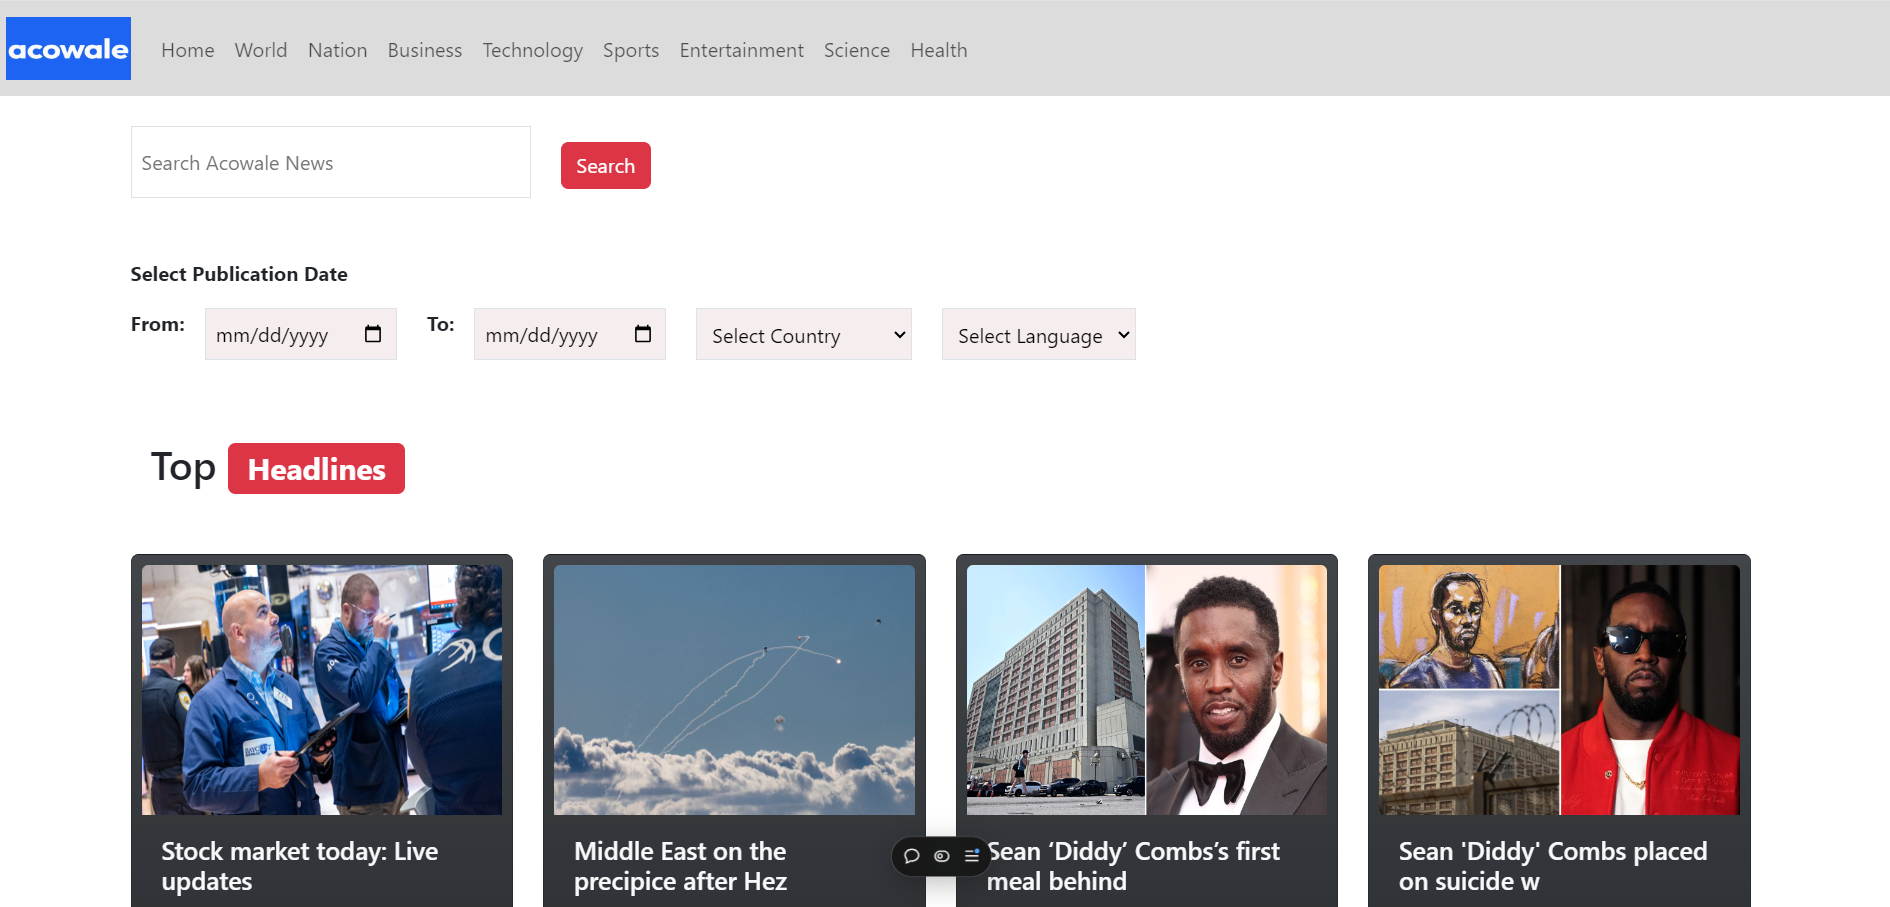 acowale
Home World Nation Business Technology Sports Entertainment Science Health
Search Acowale News
Search
Select Publication Date
From: mm/dd/yyyy To: mm/dd/yyyy Select Country Select Language
Top Headlines
Stock market today: Live
updates
Middle East on the
precipice after Hez
Sean ‘Diddy’ Combs’s first
meal behind
Sean 'Diddy' Combs placed
on suicide w